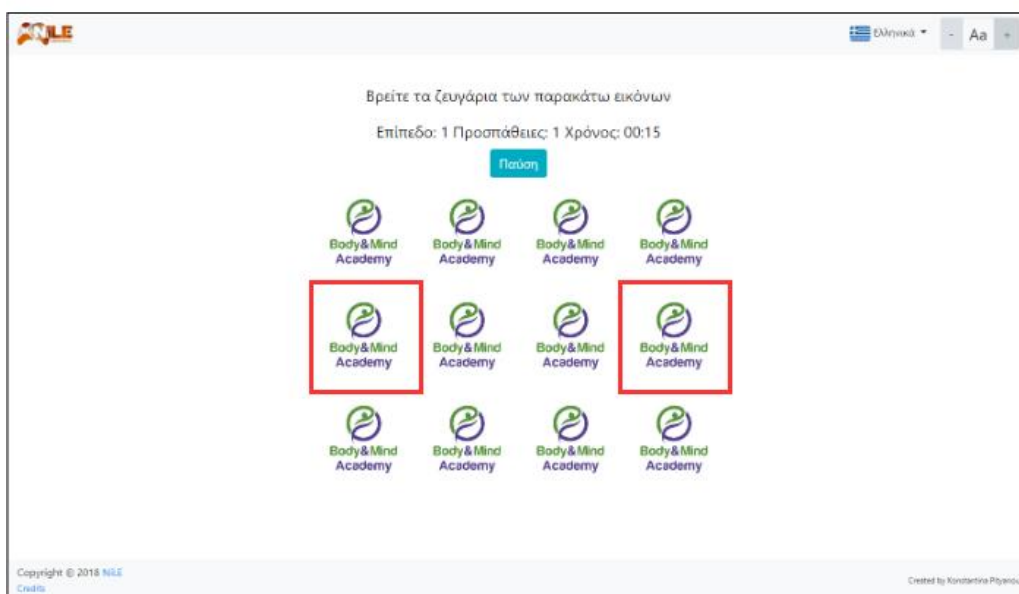 NILE
Ελληνικά
- Aa +
Βρείτε τα ζευγάρια των παρακάτω εικόνων
Επίπεδο: 1 Προσπάθειες: 1 Χρόνος: 00:15
Παύση
Body&Mind Body&Mind Body&Mind Body&Mind
Academy Academy Academy Academy
Body&Mind Body&Mind Body&Mind Body&Mind
Academy Academy Academy Academy
Body&Mind Body&Mind Body&Mind Body&Mind
Academy Academy Academy Academy
Copyright © 2018 NILE
Credits
Created by Konstantina